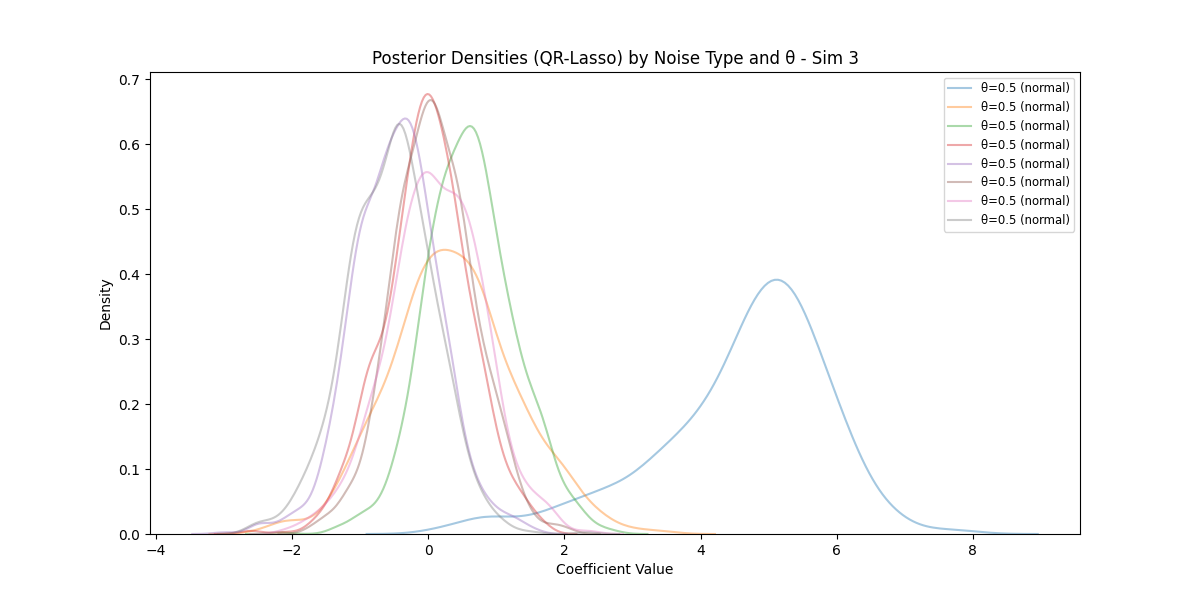 Posterior Densities (QR-Lasso) by Noise Type and θ - Sim 3
θ=0.5 (normal)
θ=0.5 (normal)
θ=0.5 (normal)
θ=0.5 (normal)
θ=0.5 (normal)
θ=0.5 (normal)
θ=0.5 (normal)
θ=0.5 (normal)
Density
0.7
0.6
0.5
0.4
0.3
0.2
0.1
0.0
−4 −2 0 2 4 6 8
Coefficient Value